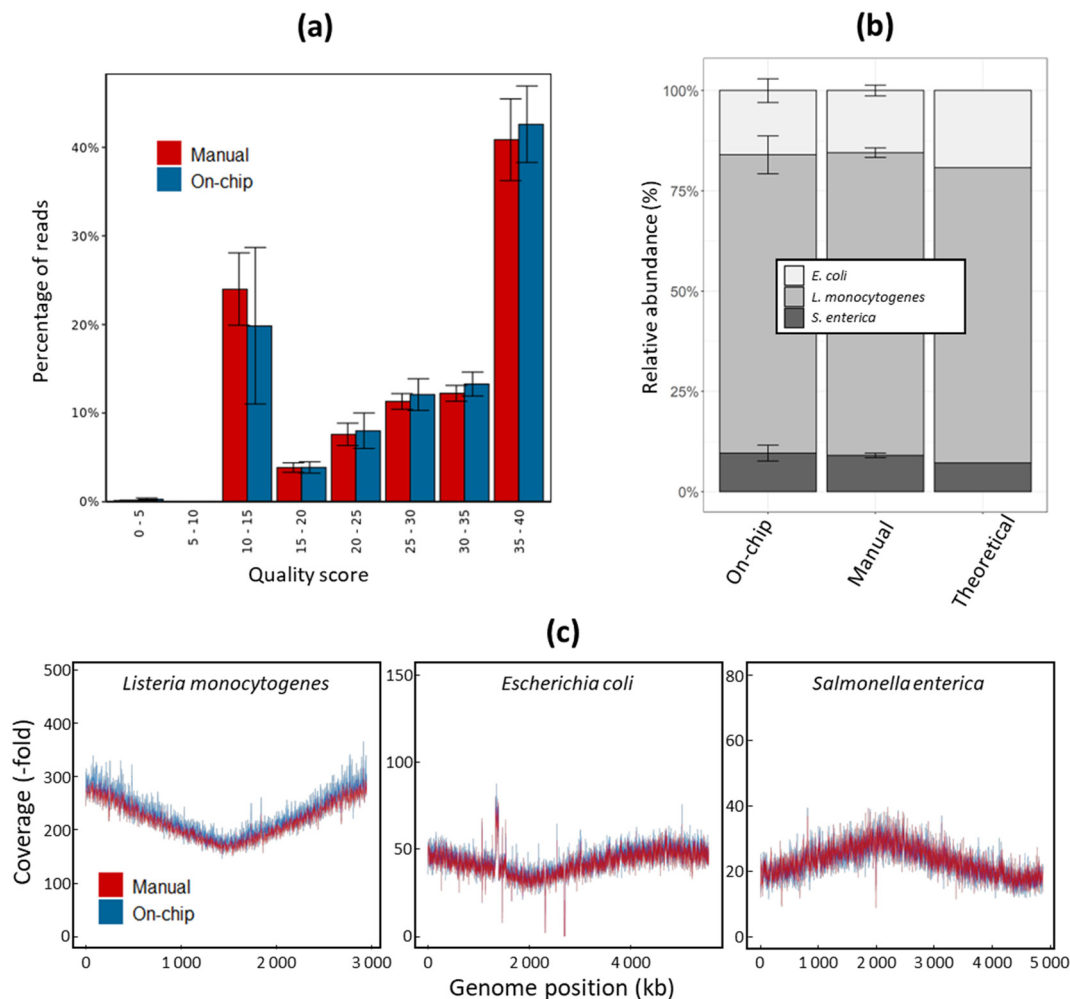 (a)
Percentage of reads
40%
30%
20%
10%
0%
Manual
On-chip
0 - 5
5 - 10
10 - 15
15 - 20
20 - 25
25 - 30
30 - 35
35 - 40
Quality score
(b)
Relative abundance (%)
100%
75%
50%
25%
0%
E. coli
L. monocytogenes
S. enterica
On-chip
Manual
Theoretical
(c)
Coverage (-fold)
500
400
300
200
100
0
Listeria monocytogenes
Manual
On-chip
0
1 000
2 000
3 000
150
100
50
0
Escherichia coli
0
2 000
4 000
80
60
40
20
0
Salmonella enterica
0
1 000
2 000
3 000
4 000
5 000
Genome position (kb)